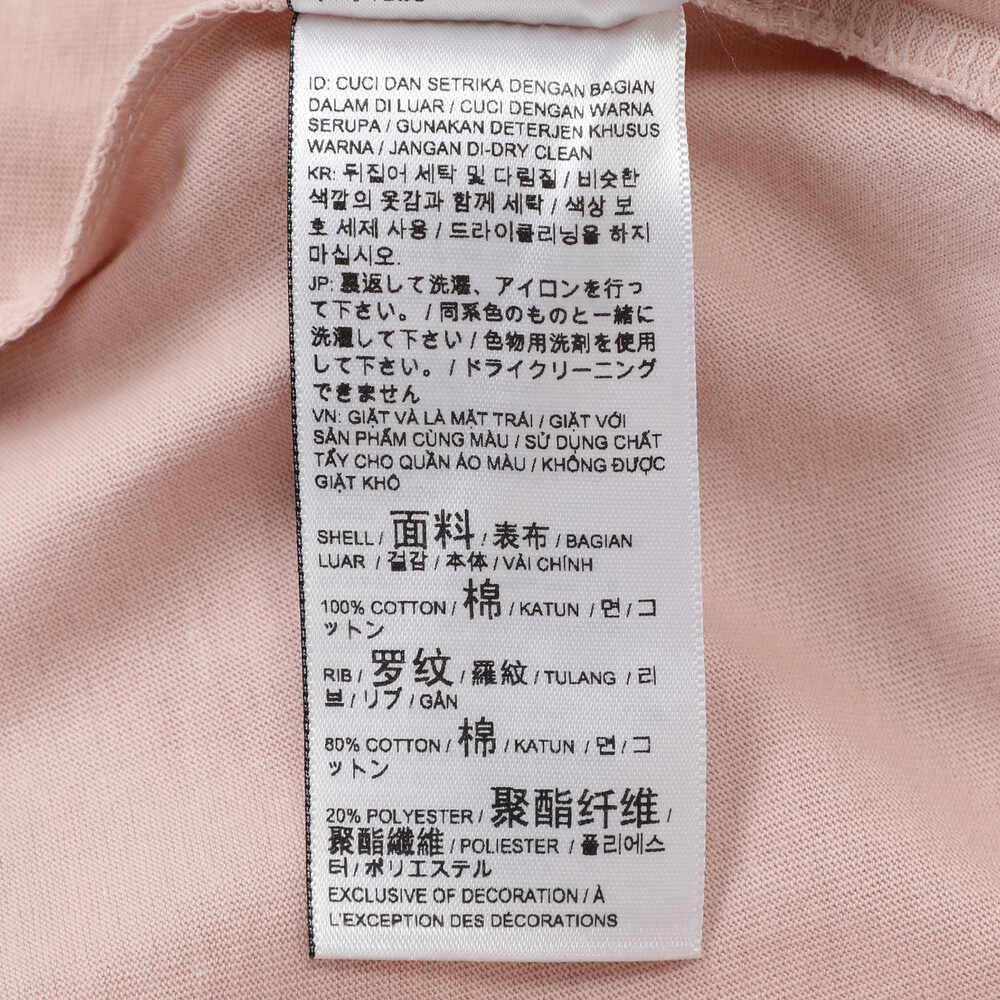 ID: CUCI DAN SETRIKA DENGAN BAGIAN
DALAM DI LUAR / CUCI DENGAN WARNA
SERUPA / GUNAKAN DETERJEN KHUSUS
WARNA / JANGAN DI-DRY CLEAN
KR: 뒤집어 세탁 및 다림질 / 비슷한
색깔의 옷감과 함께 세탁 / 색상 보
호 세제 사용 / 드라이클리닝을 하지
마십시오.
JP: 裏返して洗濯、アイロンを行っ
て下さい。 / 同系色のものと一緒に
洗濯して下さい / 色物用洗剤を使用
して下さい。 / ドライクリーニング
できません
VN: GIẶT VÀ LÀ MẶT TRÁI / GIẶT VỚI
SẢN PHẨM CÙNG MÀU / SỬ DỤNG CHẤT
TẨY CHO QUẦN ÁO MÀU / KHÔNG ĐƯỢC
GIẶT KHÔ
SHELL / 面料 / 表布 / BAGIAN
LUAR / 겉감 / 本体 / VẢI CHÍNH
100% COTTON / 棉 / KATUN / 면 / コ
ットン
RIB / 罗纹 / 羅紋 / TULANG / 리
브 / リブ / GÂN
80% COTTON / 棉 / KATUN / 면 / コ
ットン
20% POLYESTER / 聚酯纤维 /
聚酯纖維 / POLIESTER / 폴리에스
터 / ポリエステル
EXCLUSIVE OF DECORATION / À
L'EXCEPTION DES DÉCORATIONS